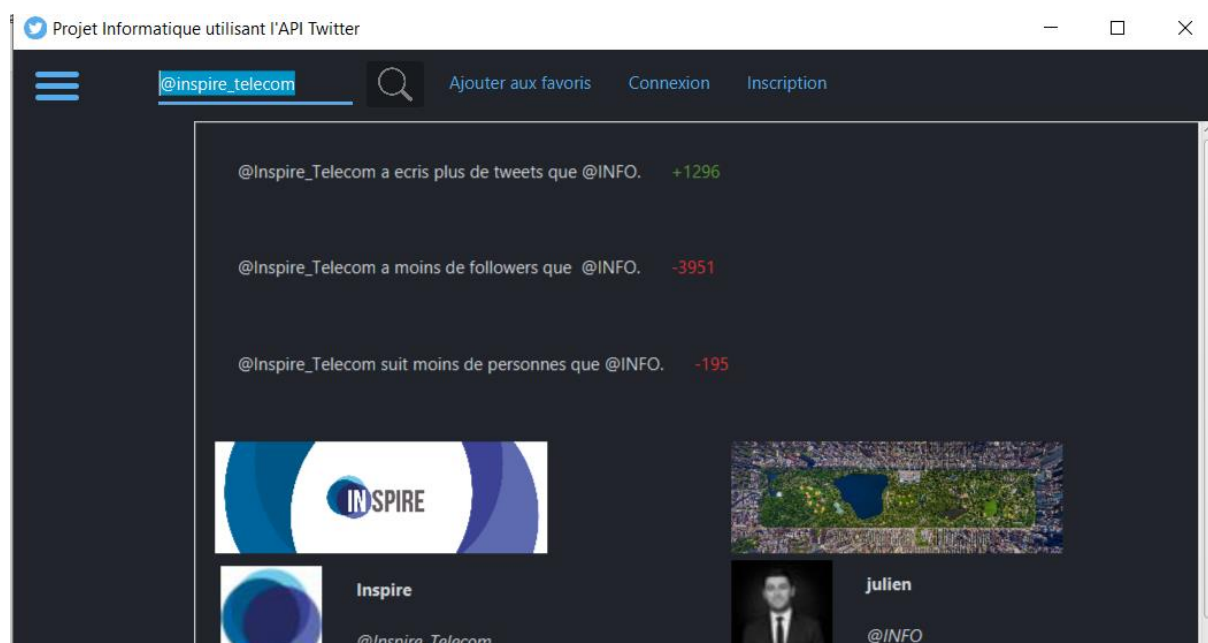 Projet Informatique utilisant l'API Twitter
@inspire_telecom
Ajouter aux favoris
Connexion
Inscription
@Inspire_Telecom a ecris plus de tweets que @INFO. +1296
@Inspire_Telecom a moins de followers que @INFO. -3951
@Inspire_Telecom suit moins de personnes que @INFO. -195
INSPIRE
Inspire
julien
@Inspire_Telecom
@INFO